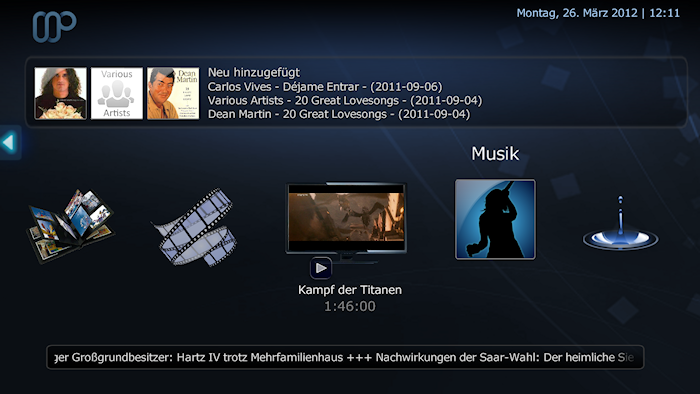 Montag, 26. März 2012 | 12:11
Various
Artists
Dean
Martin
Neu hinzugefügt
Carlos Vives - Déjame Entrar - (2011-09-06)
Various Artists - 20 Great Lovesongs - (2011-09-04)
Dean Martin - 20 Great Lovesongs - (2011-09-04)
Musik
Kampf der Titanen
1:46:00
ger Großgrundbesitzer: Hartz IV trotz Mehrfamilienhaus +++ Nachwirkungen der Saar-Wahl: Der heimliche Sie